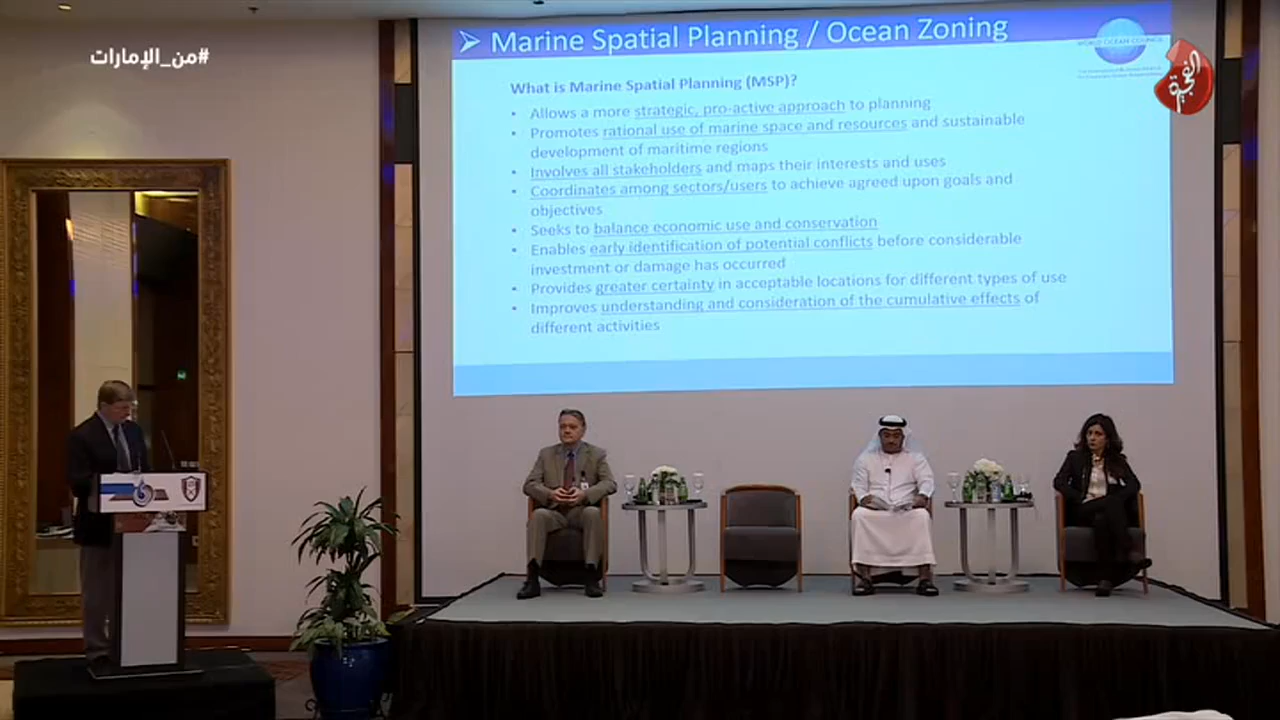 #من_الإمارات
Marine Spatial Planning / Ocean Zoning
WORLD OCEAN COUNCIL
الفجيرة
What is Marine Spatial Planning (MSP)?
• Allows a more strategic, pro-active approach to planning
• Promotes rational use of marine space and resources and sustainable
development of maritime regions
• Involves all stakeholders and maps their interests and uses
• Coordinates among sectors/users to achieve agreed upon goals and
objectives
• Seeks to balance economic use and conservation
• Enables early identification of potential conflicts before considerable
investment or damage has occurred
• Provides greater certainty in acceptable locations for different types of use
• Improves understanding and consideration of the cumulative effects of
different activities